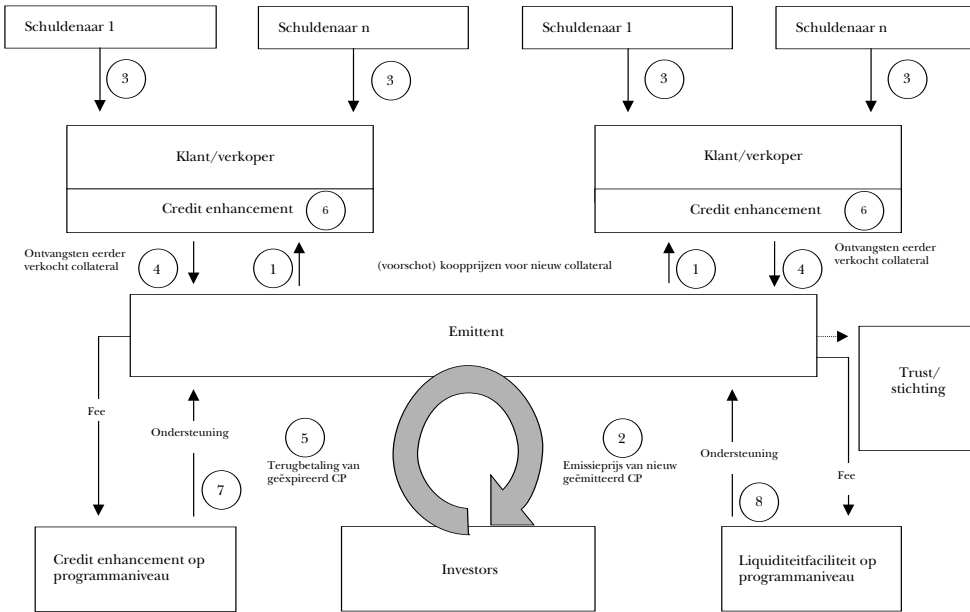 Schuldenaar 1
Schuldenaar n
Schuldenaar 1
Schuldenaar n
3
3
3
3
Klant/verkoper
Klant/verkoper
Credit enhancement
6
Credit enhancement
6
Ontvangsten eerder
verkocht collateral
4
1
(voorschot) koopprijzen voor nieuw collateral
1
4
Ontvangsten eerder
verkocht collateral
Emittent
Trust/
stichting
Fee
Ondersteuning
5
Terugbetaling van
geëxpireerd CP
2
Emissieprijs van nieuw
geëmitteerd CP
Ondersteuning
Fee
7
8
Credit enhancement op
programmaniveau
Investors
Liquiditeitfaciliteit op
programmaniveau